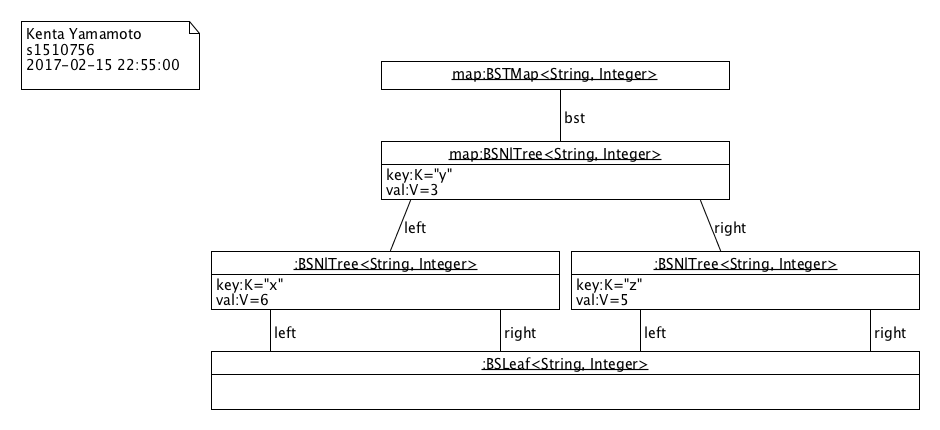 Kenta Yamamoto
s1510756
2017-02-15 22:55:00
map:BSTMap<String, Integer>
bst
map:BSNlTree<String, Integer>
key:K="y"
val:V=3
left
right
:BSNlTree<String, Integer>
key:K="x"
val:V=6
:BSNlTree<String, Integer>
key:K="z"
val:V=5
left
right
left
right
:BSLeaf<String, Integer>